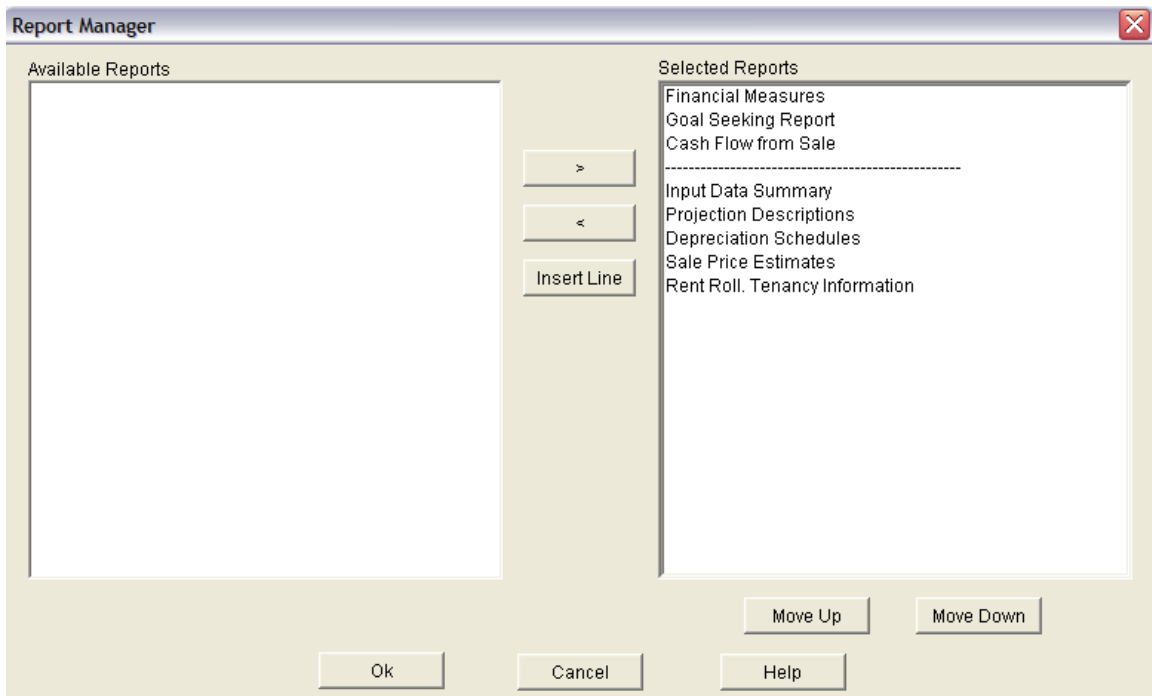 Report Manager
Available Reports
Selected Reports
Financial Measures
Goal Seeking Report
Cash Flow from Sale
--------------------------------------------------
Input Data Summary
Projection Descriptions
Depreciation Schedules
Sale Price Estimates
Rent Roll. Tenancy Information
>
<
Insert Line
Move Up
Move Down
Ok
Cancel
Help